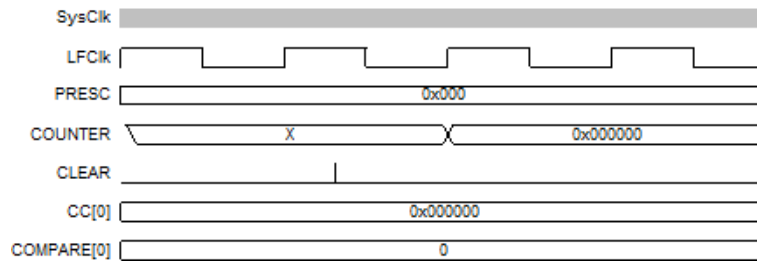 SysClk
LFClk
PRESC 0x000
COUNTER X 0x000000
CLEAR
CC[0] 0x000000
COMPARE[0] 0